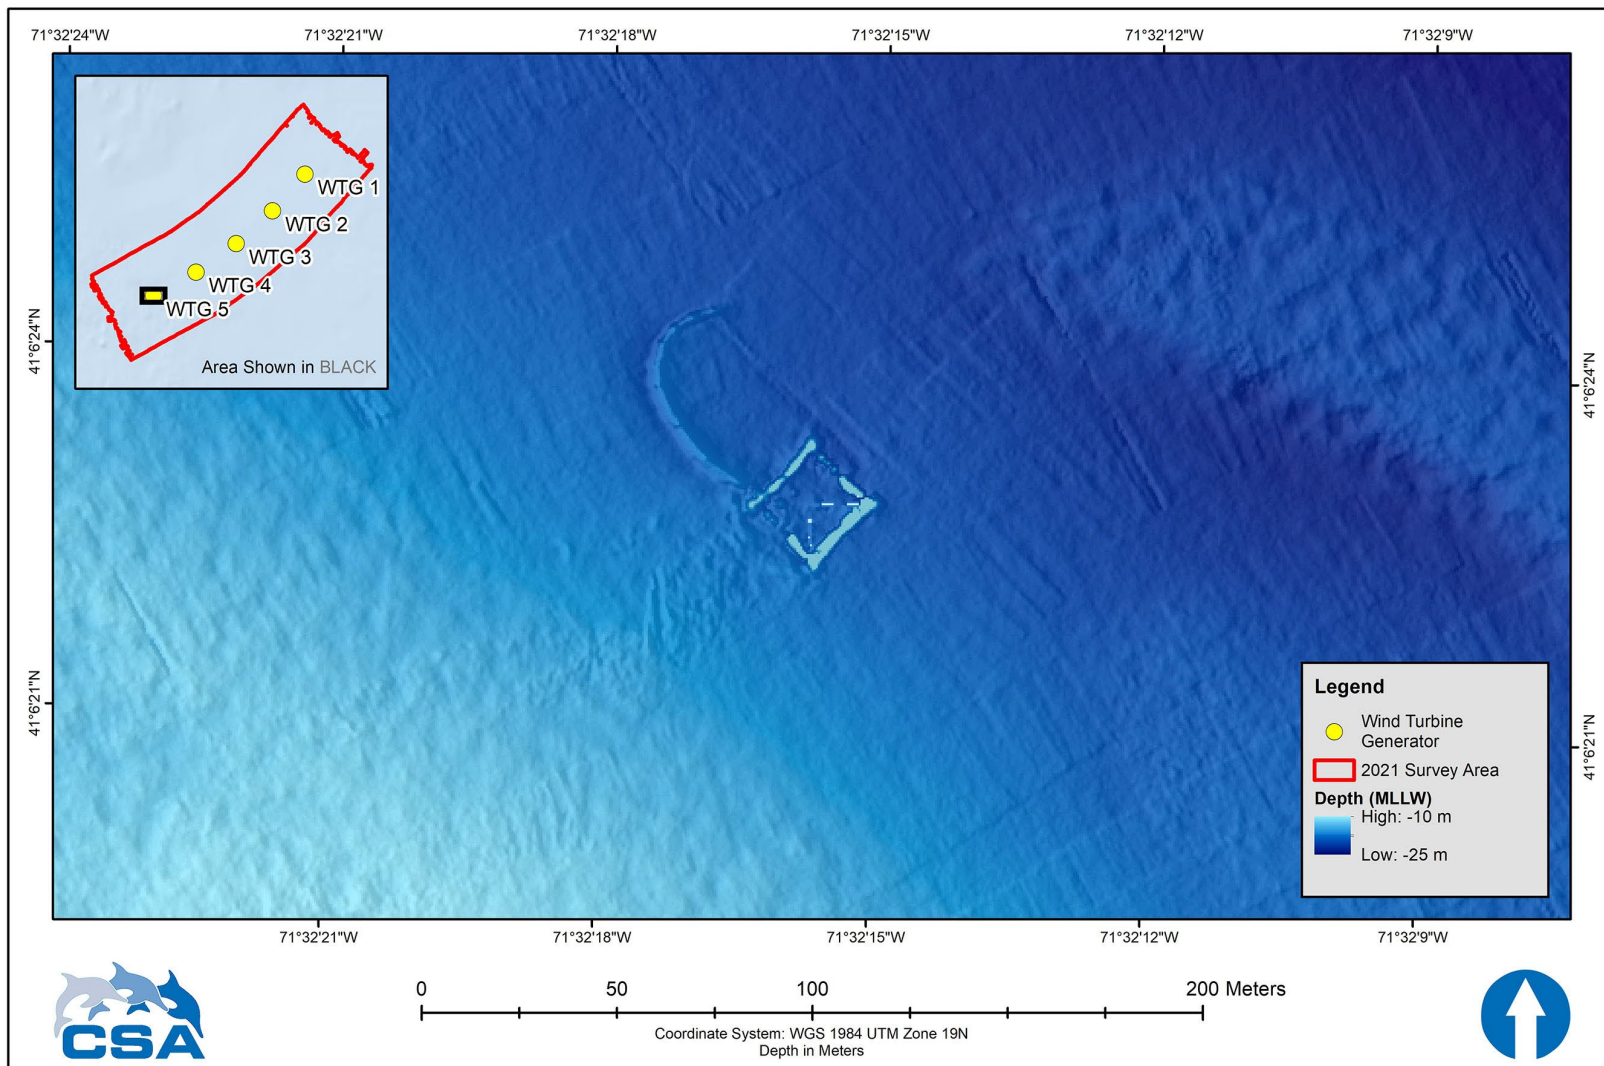 71°32'24"W 71°32'21"W 71°32'18"W 71°32'15"W 71°32'12"W 71°32'9"W
WTG 1
WTG 2
WTG 3
WTG 4
WTG 5
Area Shown in BLACK
41°6'24"N
41°6'24"N
41°6'21"N
41°6'21"N
Legend
Wind Turbine
Generator
2021 Survey Area
Depth (MLLW)
High: -10 m
Low: -25 m
71°32'21"W 71°32'18"W 71°32'15"W 71°32'12"W 71°32'9"W
CSA
0 50 100 200 Meters
Coordinate System: WGS 1984 UTM Zone 19N
Depth in Meters